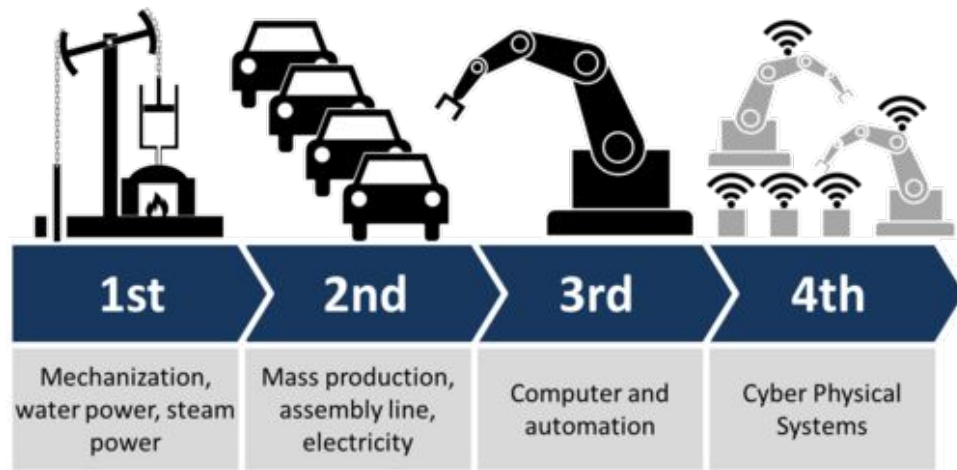 1st
2nd
3rd
4th
Mechanization,
water power, steam
power
Mass production,
assembly line,
electricity
Computer and
automation
Cyber Physical
Systems